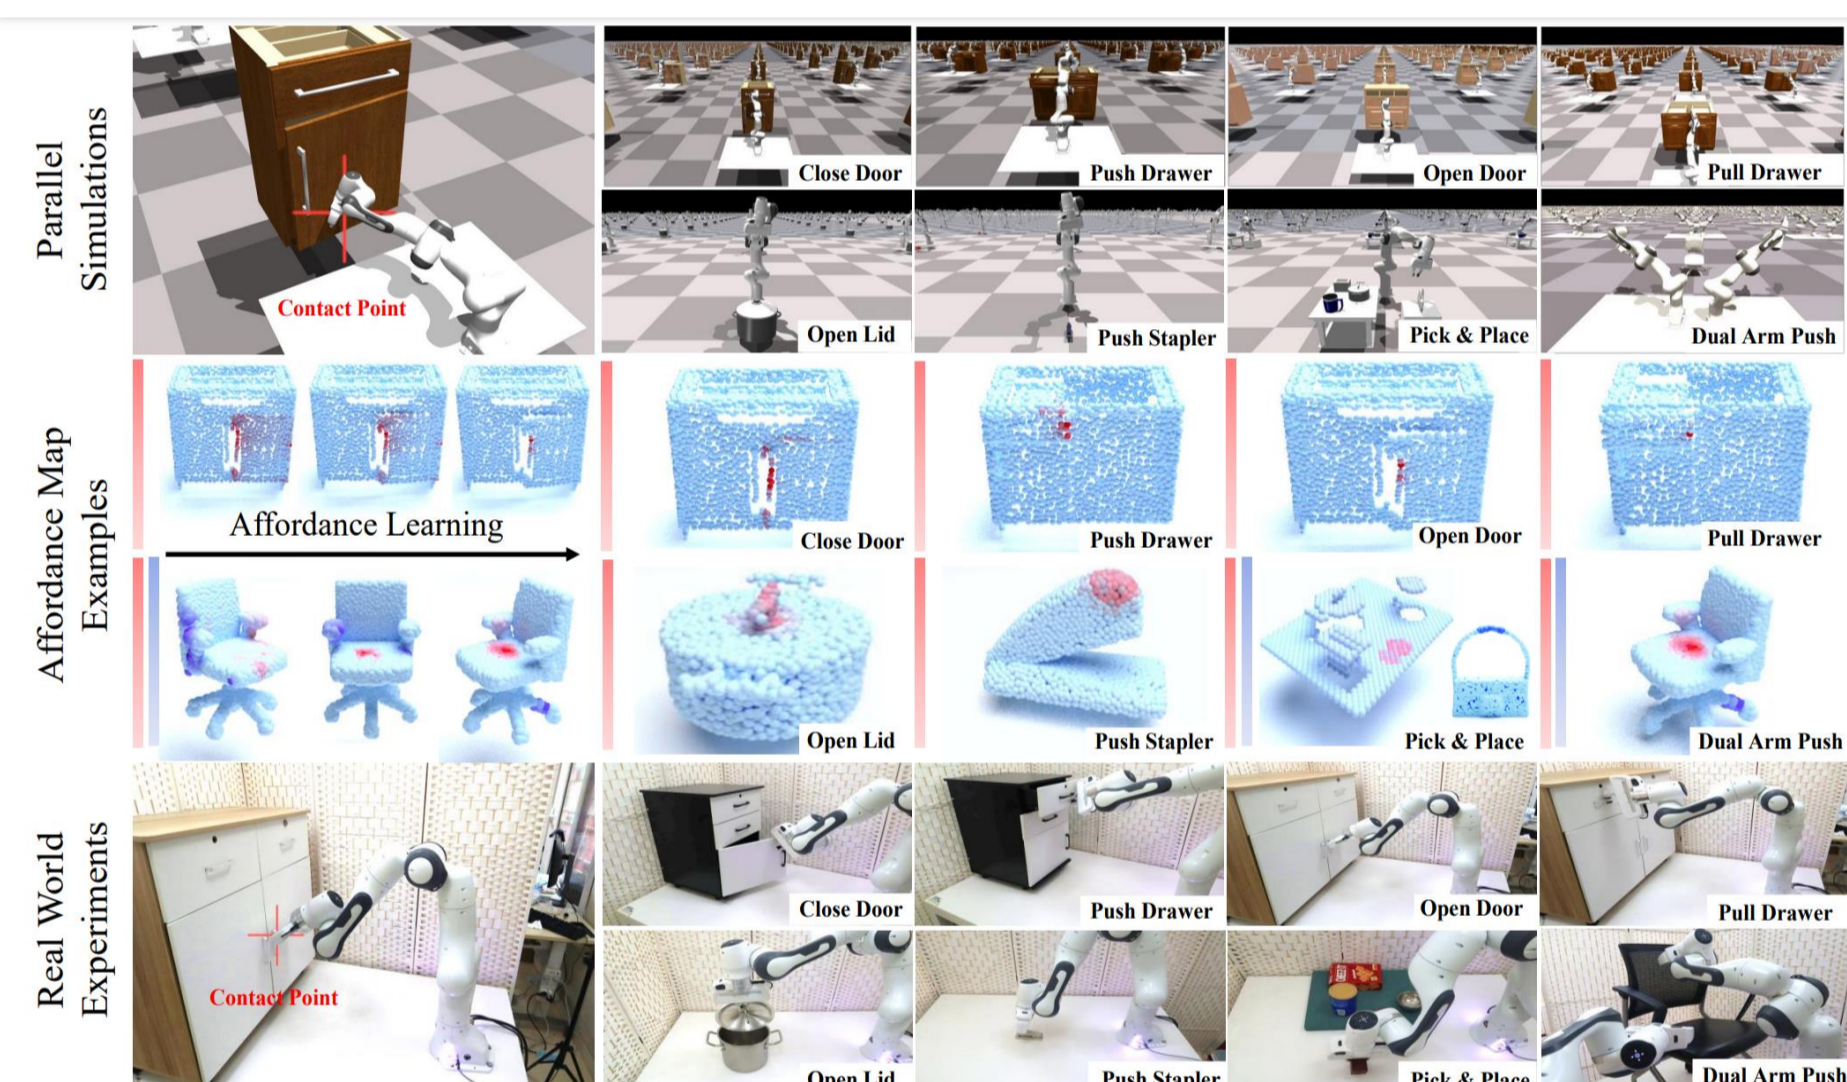 Parallel
Simulations
Contact Point
Close Door
Push Drawer
Open Door
Pull Drawer
Open Lid
Push Stapler
Pick & Place
Dual Arm Push
Affordance Map
Examples
Affordance Learning
Close Door
Push Drawer
Open Door
Pull Drawer
Open Lid
Push Stapler
Pick & Place
Dual Arm Push
Real World
Experiments
Contact Point
Close Door
Push Drawer
Open Door
Pull Drawer
Open Lid
Push Stapler
Pick & Place
Dual Arm Push